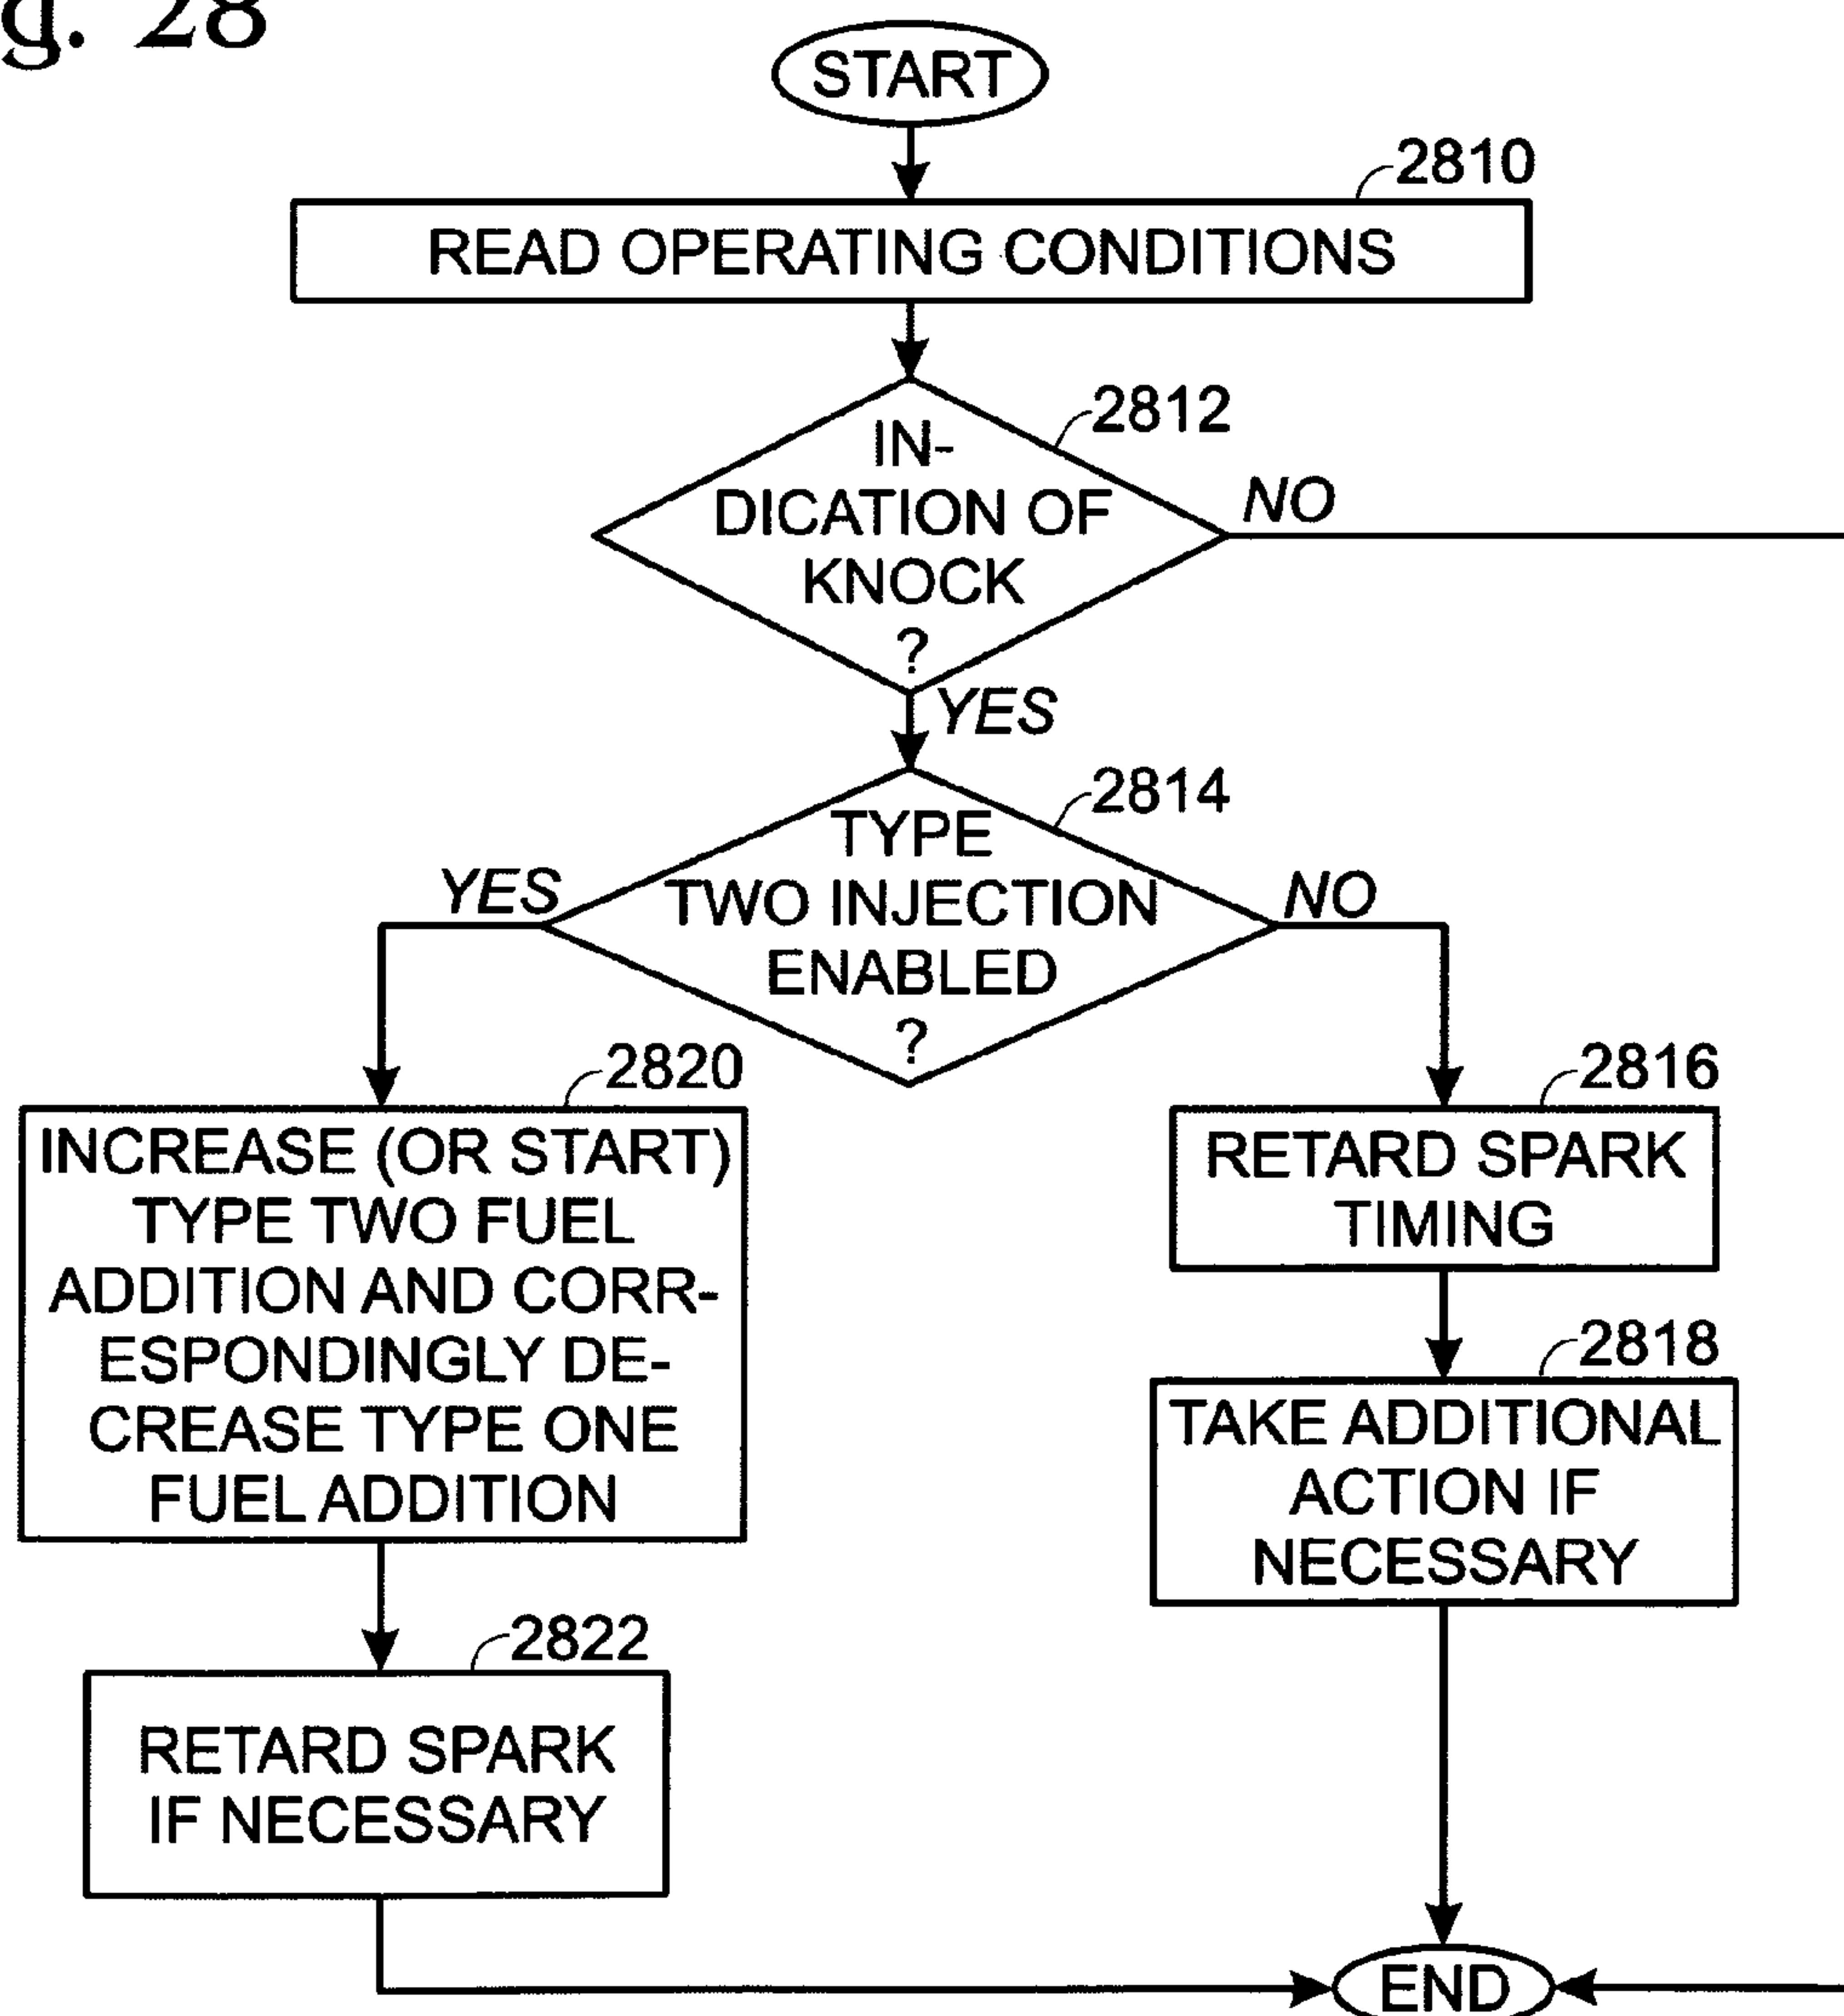 g. 28
START
2810
READ OPERATING CONDITIONS
2812
IN-
DICATION OF
KNOCK
?
NO
YES
2814
TYPE
TWO INJECTION
ENABLED
?
YES
NO
2820
INCREASE (OR START)
TYPE TWO FUEL
ADDITION AND CORR-
ESPONDINGLY DE-
CREASE TYPE ONE
FUEL ADDITION
2816
RETARD SPARK
TIMING
2818
TAKE ADDITIONAL
ACTION IF
NECESSARY
2822
RETARD SPARK
IF NECESSARY
END